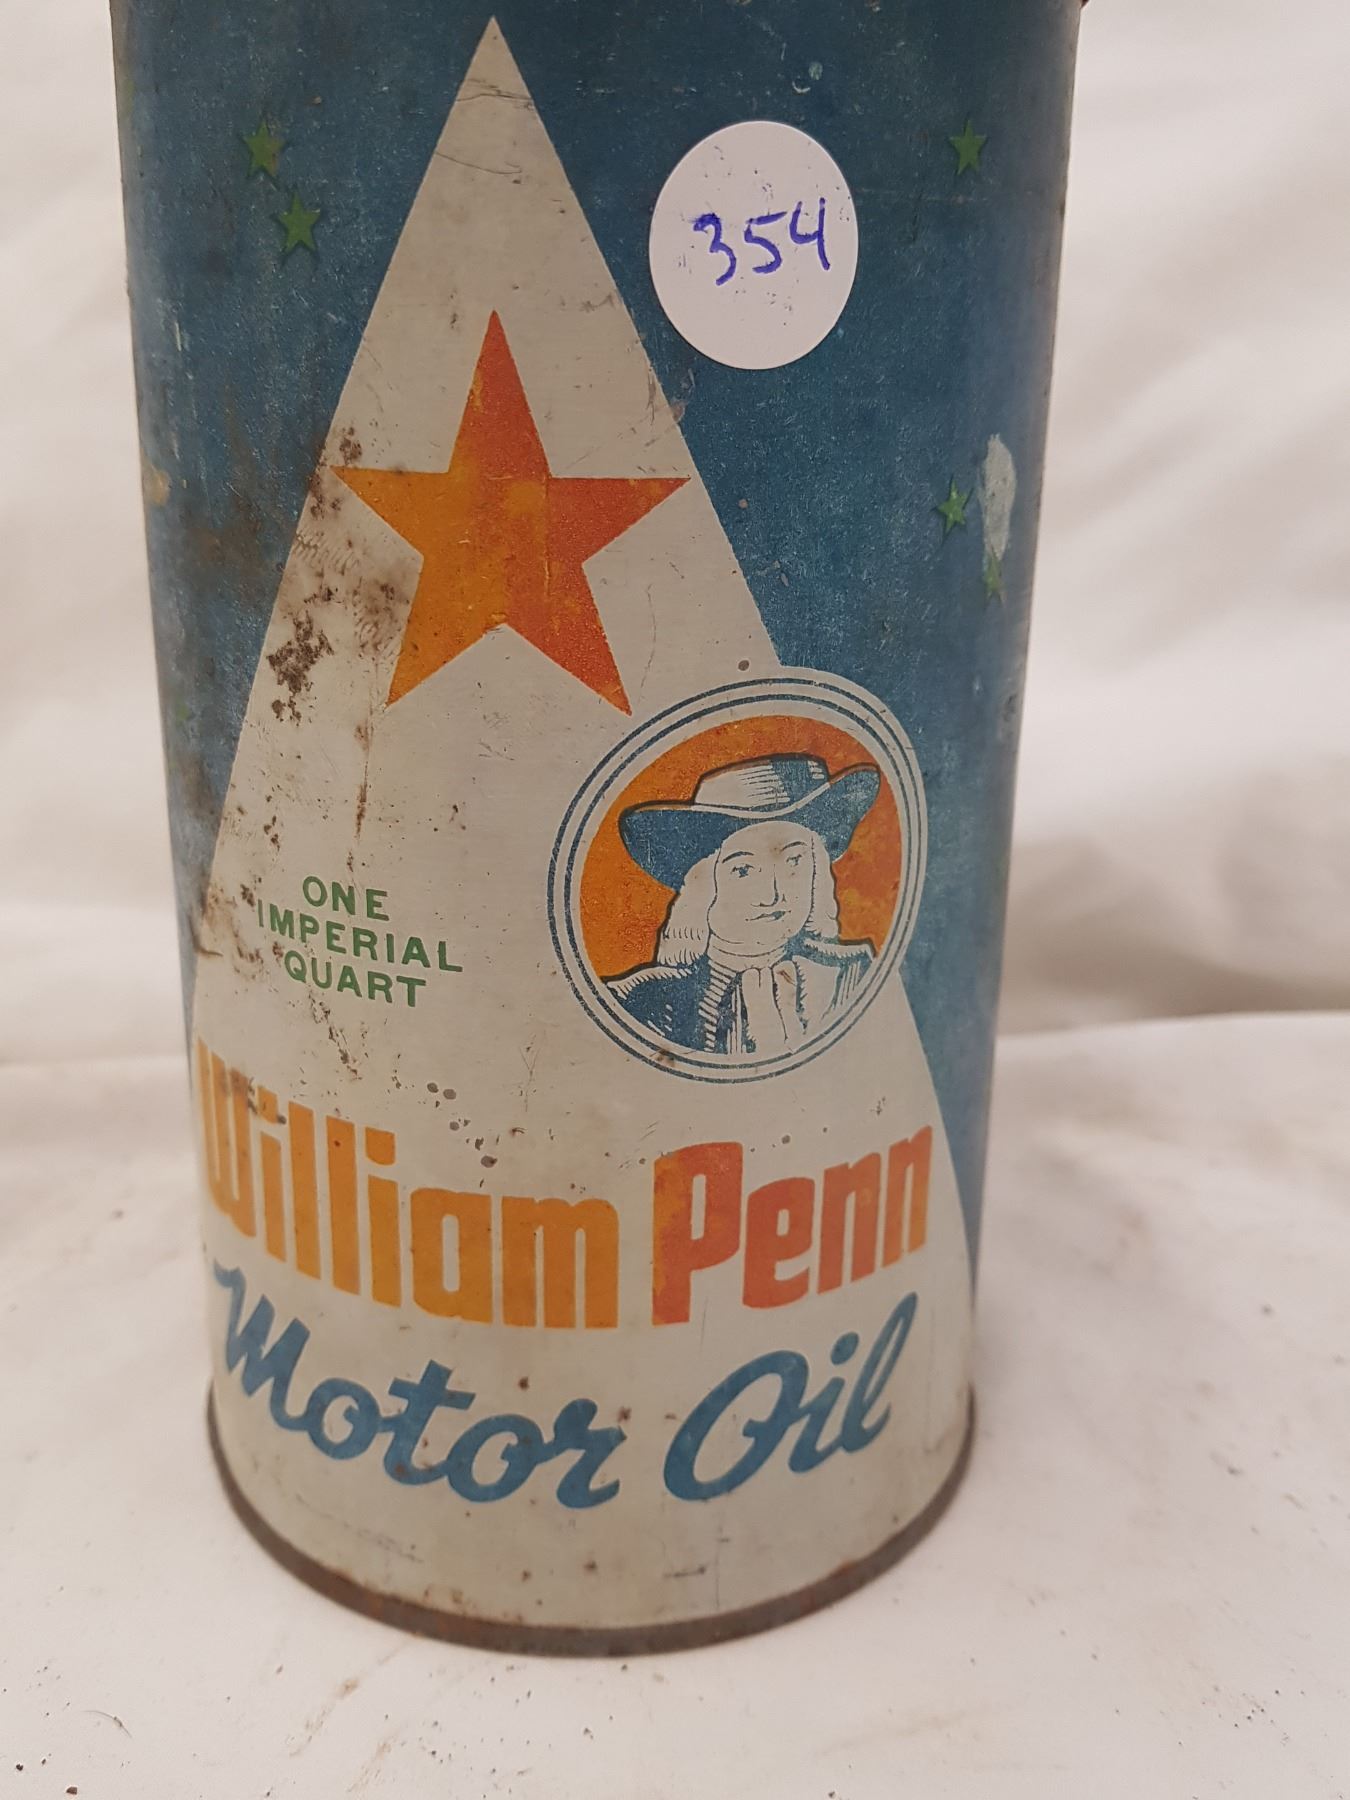 354
ONE
IMPERIAL
QUART
William Penn
Motor Oil